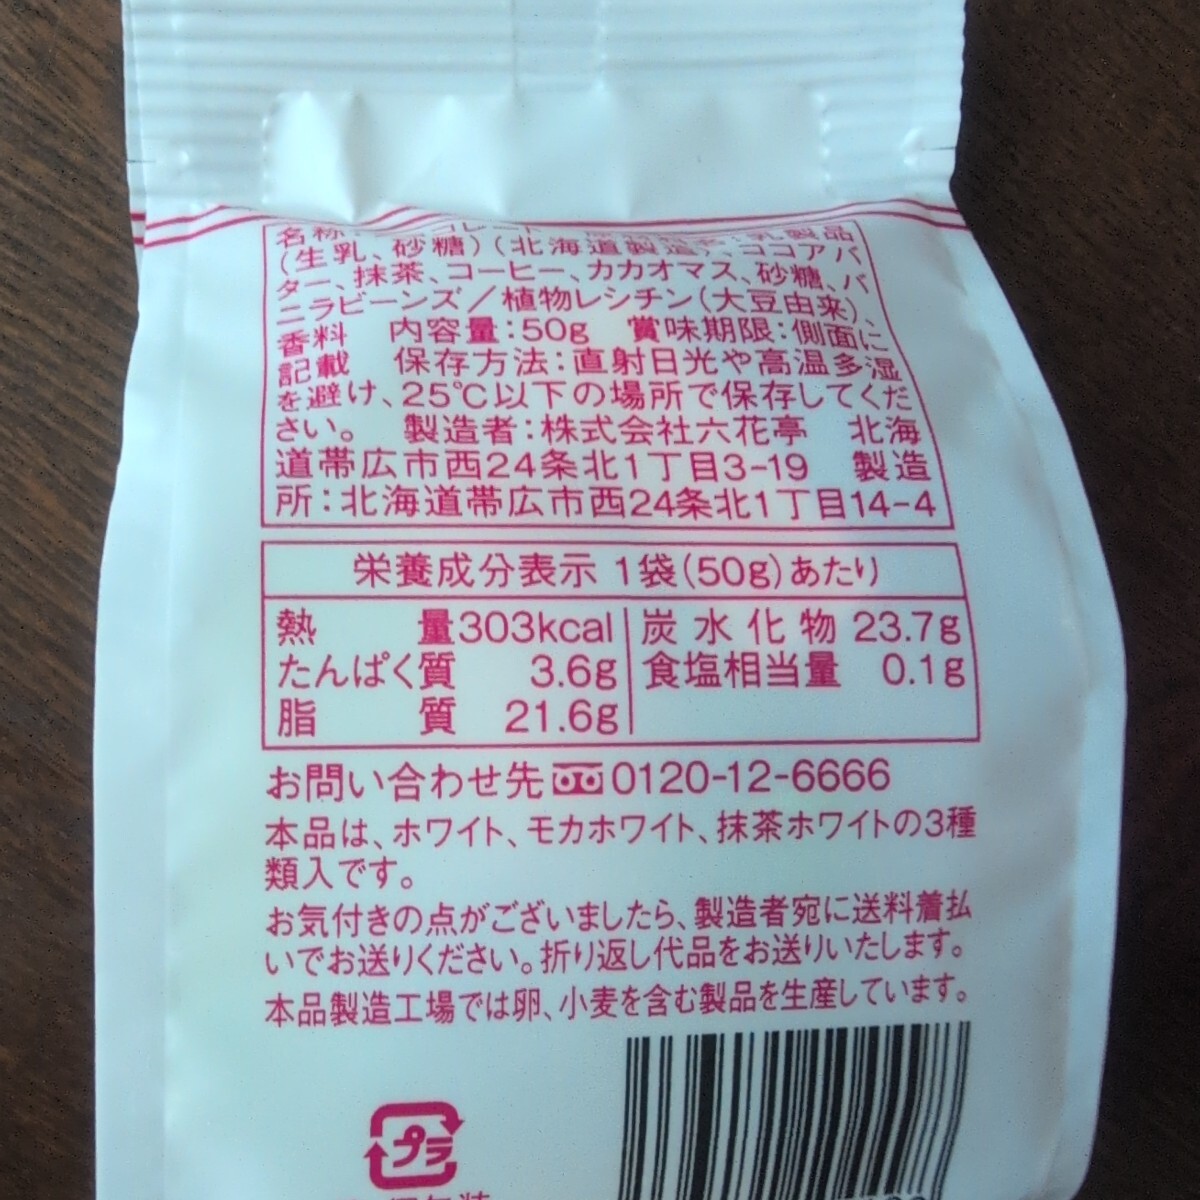 名称:チョコレート 乳製品
(生乳、砂糖)(北海道製造)、ココアバ
ター、抹茶、コーヒー、カカオマス、砂糖、バ
ニラビーンズ/植物レシチン(大豆由来)、
香料 内容量:50g 賞味期限:側面に
記載 保存方法:直射日光や高温多湿
を避け、25℃以下の場所で保存してくだ
さい。 製造者:株式会社六花亭 北海
道帯広市西24条北1丁目3-19 製造
所:北海道帯広市西24条北1丁目14-4
栄養成分表示 1袋(50g)あたり
熱量 303kcal 炭水化物 23.7g
たんぱく質 3.6g 食塩相当量 0.1g
脂質 21.6g
お問い合わせ先 0120-12-6666
本品は、ホワイト、モカホワイト、抹茶ホワイトの3種
類入です。
お気付きの点がございましたら、製造者宛に送料着払
いでお送りください。折り返し代品をお送りいたします。
本品製造工場では卵、小麦を含む製品を生産しています。
プラ